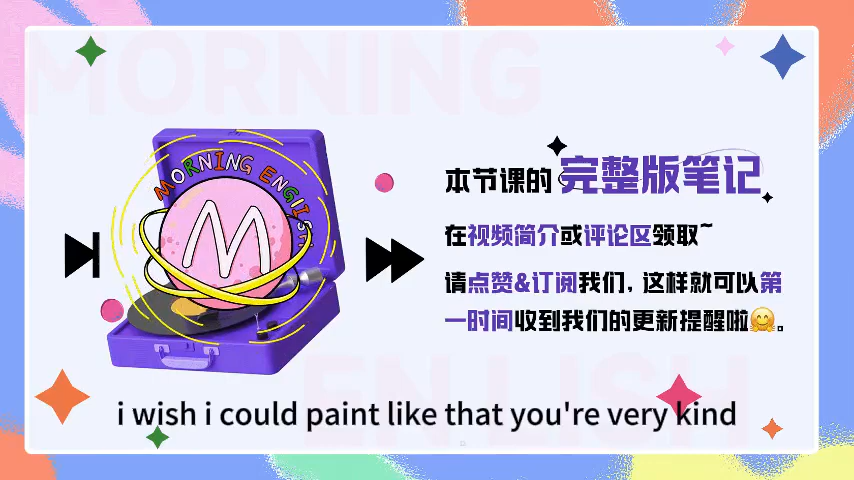 MORNING
MORNING ENGLISH
M
本节课的 完整版笔记
在视频简介或评论区领取~
请点赞&订阅我们，这样就可以第
一时间收到我们的更新提醒啦🤗。
i wish i could paint like that you're very kind